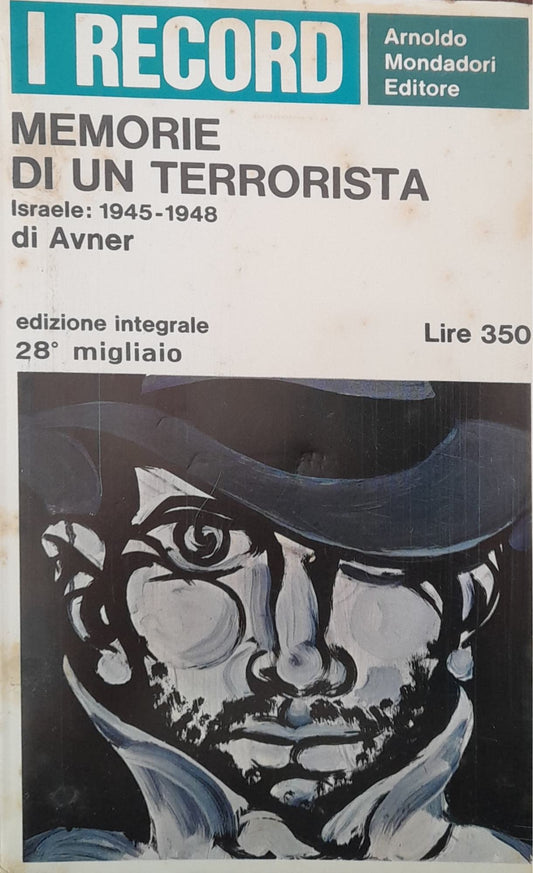 I RECORD
Arnoldo
Mondadori
Editore
MEMORIE
DI UN TERRORISTA
Israele: 1945-1948
di Avner
edizione integrale
28° migliaio
Lire 350